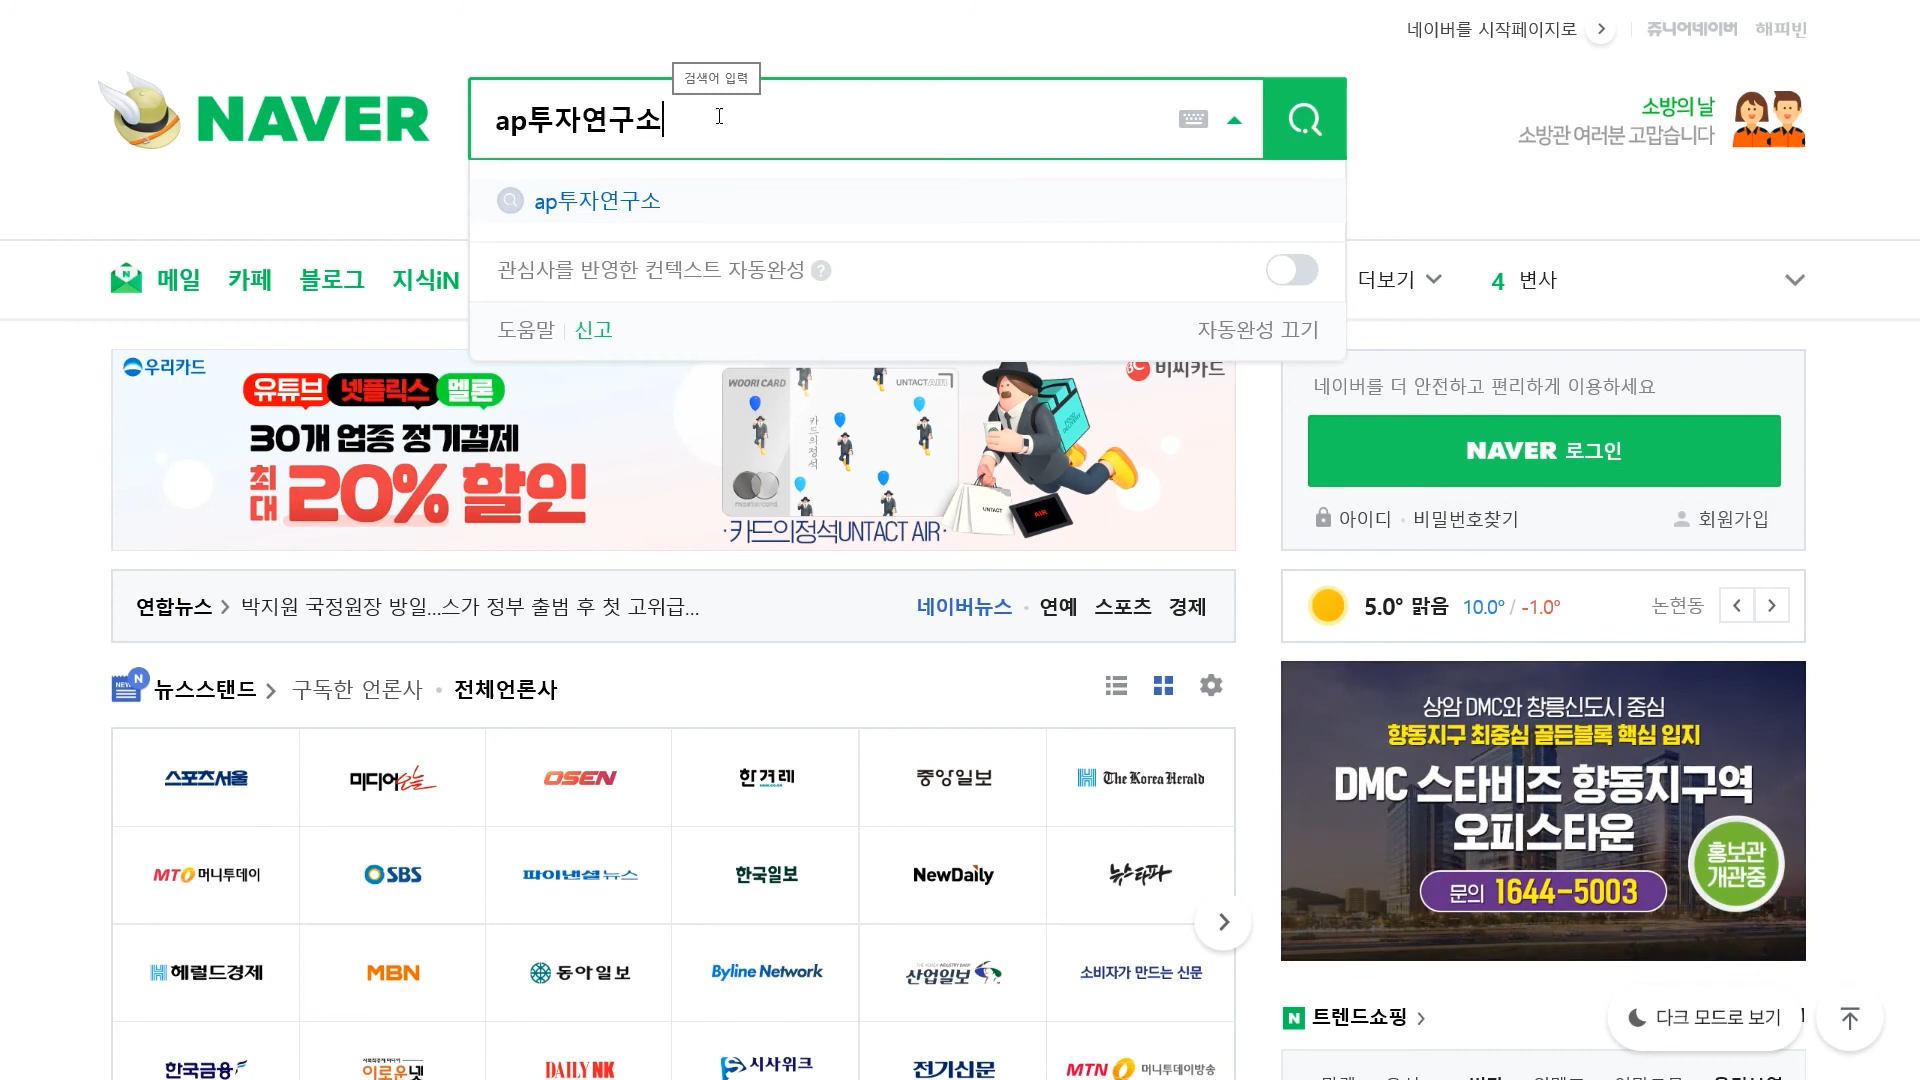 네이버를 시작페이지로
쥬니어네이버 해피빈
검색어 입력
NAVER
ap투자연구소
소방의 날
소방관 여러분 고맙습니다
ap투자연구소
관심사를 반영한 컨텍스트 자동완성 ?
도움말 신고
자동완성 끄기
메일 카페 블로그 지식iN
더보기
4 변사
우리카드
유튜브 넷플릭스 멜론
30개 업종 정기결제
최대 20% 할인
WOORI CARD
UNTACT AIR
카드의정석
UNTACT
AIR
·카드의정석UNTACT AIR·
BC 비씨카드
네이버를 더 안전하고 편리하게 이용하세요
NAVER 로그인
아이디 · 비밀번호찾기
회원가입
연합뉴스 > 박지원 국정원장 방일...스가 정부 출범 후 첫 고위급...
네이버뉴스 · 연예 스포츠 경제
5.0° 맑음 10.0° / -1.0°
논현동
NEWS N 뉴스스탠드 > 구독한 언론사 · 전체언론사
스포츠서울 미디어오늘 OSEN 한겨레 중앙일보 The Korea Herald
MTO 머니투데이 SBS 파이낸셜뉴스 한국일보 NewDaily 뉴스타파
헤럴드경제 MBN 동아일보 Byline Network 산업일보 소비자가 만드는 신문
한국금융 이로운넷 DAILY NK 시사위크 전기신문 MTN 머니투데이방송
상암 DMC와 창릉신도시 중심
향동지구 최중심 골든블록 핵심 입지
DMC 스타비즈 향동지구역
오피스타운
홍보관
개관중
문의 1644-5003
N 트렌드쇼핑 >
다크 모드로 보기